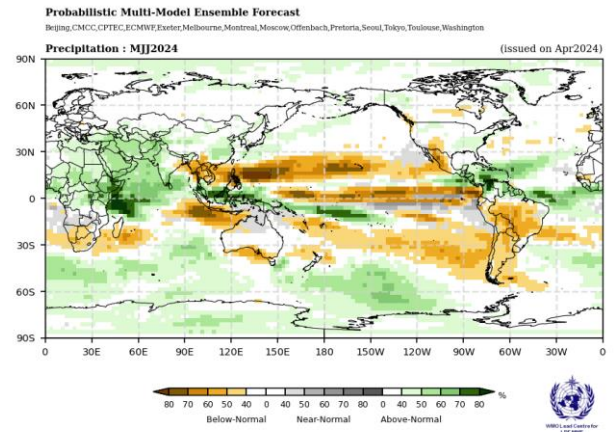 Probabilistic Multi-Model Ensemble Forecast
Beijing,CMCC,CPTEC,ECMWF,Exeter,Melbourne,Montreal,Moscow,Offenbach,Pretoria,Seoul,Tokyo,Toulouse,Washington
Precipitation : MJJ2024 (issued on Apr2024)
90N
60N
30N
0
30S
60S
90S
0 30E 60E 90E 120E 150E 180 150W 120W 90W 60W 30W 0
80 70 60 50 40 0 40 50 60 70 80 0 40 50 60 70 80 %
Below-Normal Near-Normal Above-Normal
WMO Lead Centre for